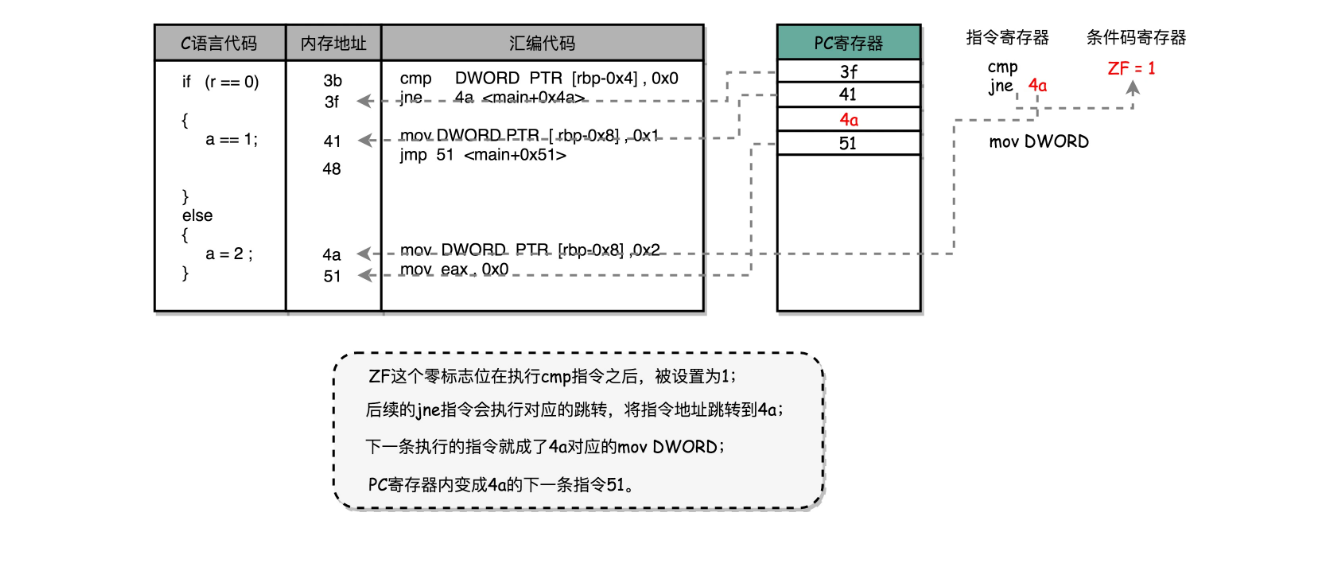 C语言代码 内存地址 汇编代码 PC寄存器 指令寄存器 条件码寄存器
if (r == 0) 3b cmp DWORD PTR [rbp-0x4] , 0x0 3f cmp ZF = 1
3f jne 4a <main+0x4a> 41 jne 4a
{ 4a
a == 1; 41 mov DWORD PTR [ rbp-0x8] , 0x1 51 mov DWORD
48 jmp 51 <main+0x51>
}
else
{
a = 2 ; 4a mov DWORD PTR [rbp-0x8] ,0x2
} 51 mov eax , 0x0
ZF这个零标志位在执行cmp指令之后，被设置为1；
后续的jne指令会执行对应的跳转，将指令地址跳转到4a；
下一条执行的指令就成了4a对应的mov DWORD；
PC寄存器内变成4a的下一条指令51。